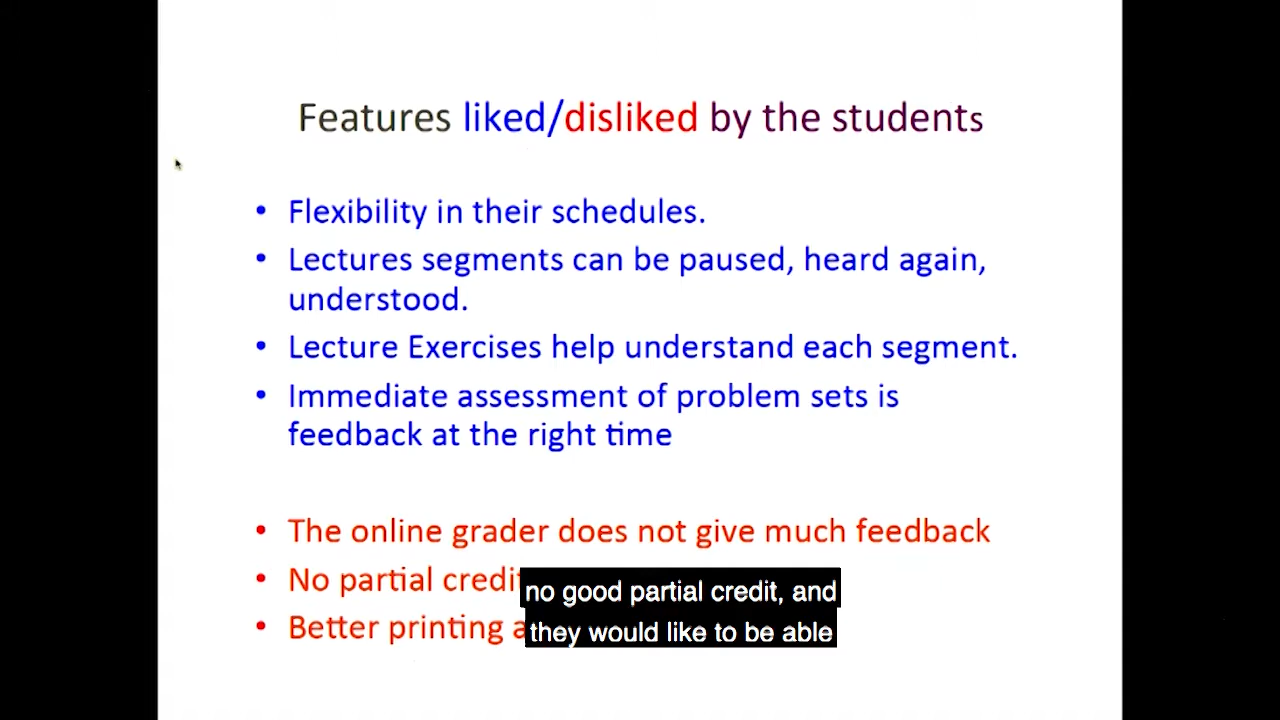 Features liked/disliked by the students
• Flexibility in their schedules.
• Lectures segments can be paused, heard again,
understood.
• Lecture Exercises help understand each segment.
• Immediate assessment of problem sets is
feedback at the right time
• The online grader does not give much feedback
• No partial credit
• Better printing
no good partial credit, and
they would like to be able